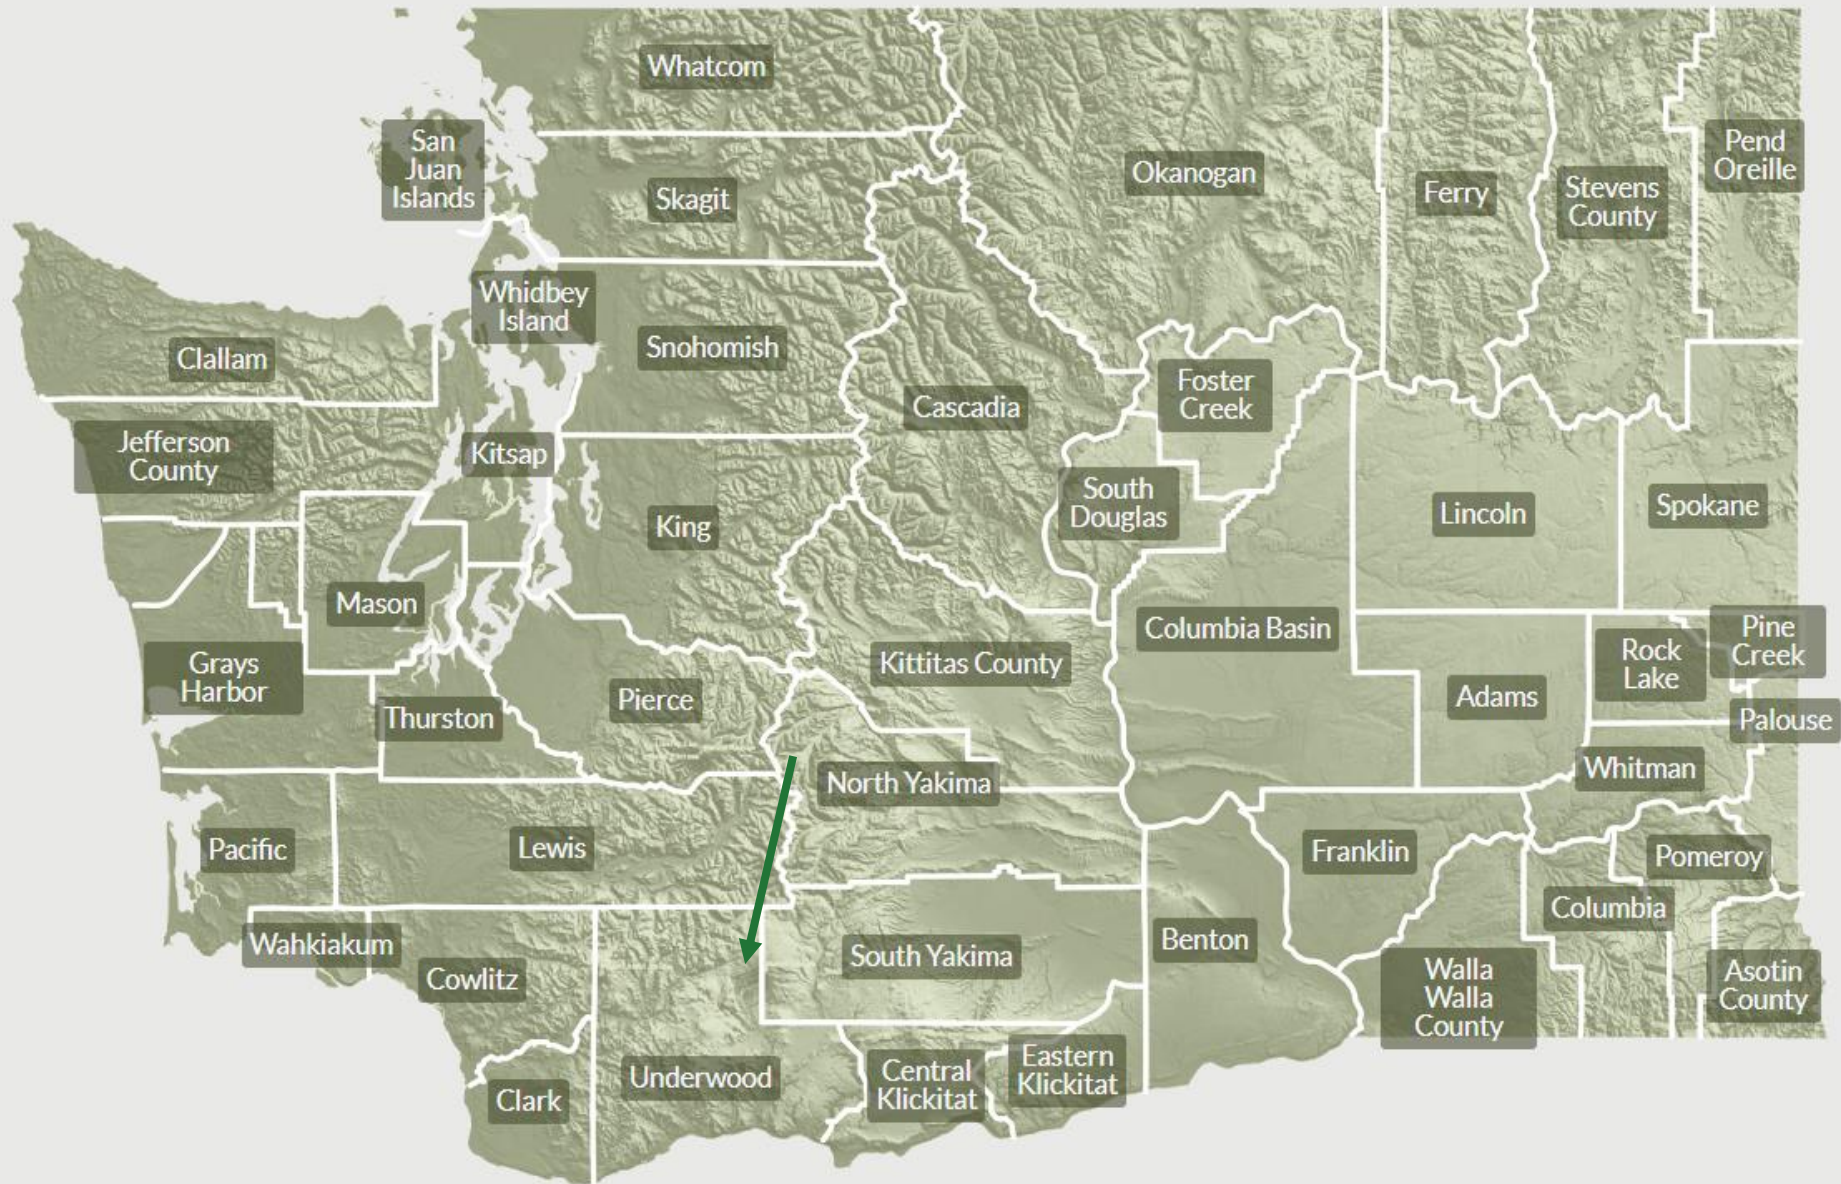 Whatcom
San
Juan
Islands
Skagit
Okanogan
Ferry
Stevens
County
Pend
Oreille
Whidbey
Island
Clallam
Snohomish
Cascadia
Foster
Creek
Jefferson
County
Kitsap
King
South
Douglas
Lincoln
Spokane
Mason
Columbia Basin
Kittitas County
Grays
Harbor
Thurston
Pierce
Adams
Rock
Lake
Pine
Creek
Palouse
North Yakima
Whitman
Pacific
Lewis
Franklin
Pomeroy
Wahkiakum
Cowlitz
South Yakima
Benton
Columbia
Walla
Walla
County
Asotin
County
Clark
Underwood
Central
Klickitat
Eastern
Klickitat